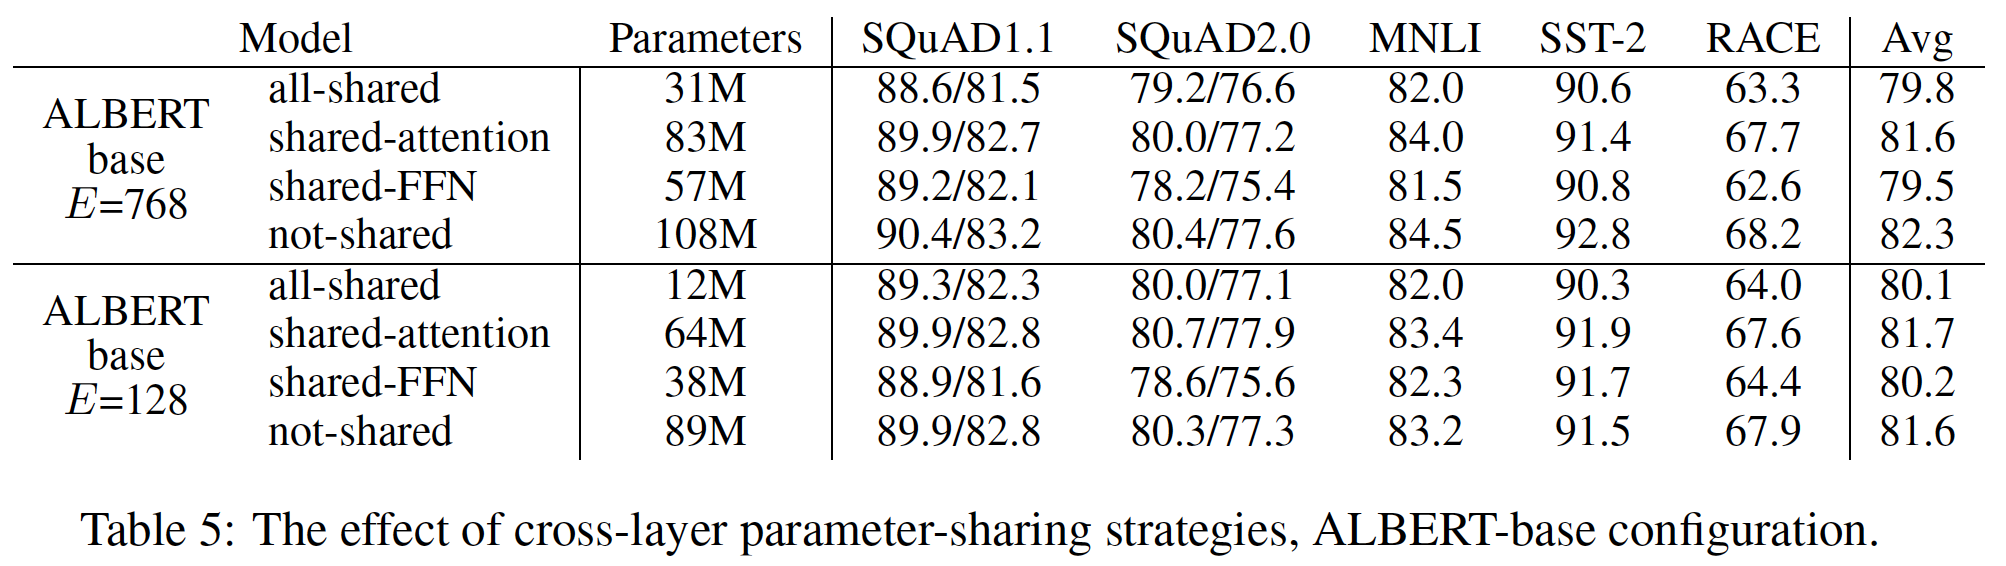 Model Parameters SQuAD1.1 SQuAD2.0 MNLI SST-2 RACE Avg
ALBERT base E=768
all-shared 31M 88.6/81.5 79.2/76.6 82.0 90.6 63.3 79.8
shared-attention 83M 89.9/82.7 80.0/77.2 84.0 91.4 67.7 81.6
shared-FFN 57M 89.2/82.1 78.2/75.4 81.5 90.8 62.6 79.5
not-shared 108M 90.4/83.2 80.4/77.6 84.5 92.8 68.2 82.3
ALBERT base E=128
all-shared 12M 89.3/82.3 80.0/77.1 82.0 90.3 64.0 80.1
shared-attention 64M 89.9/82.8 80.7/77.9 83.4 91.9 67.6 81.7
shared-FFN 38M 88.9/81.6 78.6/75.6 82.3 91.7 64.4 80.2
not-shared 89M 89.9/82.8 80.3/77.3 83.2 91.5 67.9 81.6
Table 5: The effect of cross-layer parameter-sharing strategies, ALBERT-base configuration.